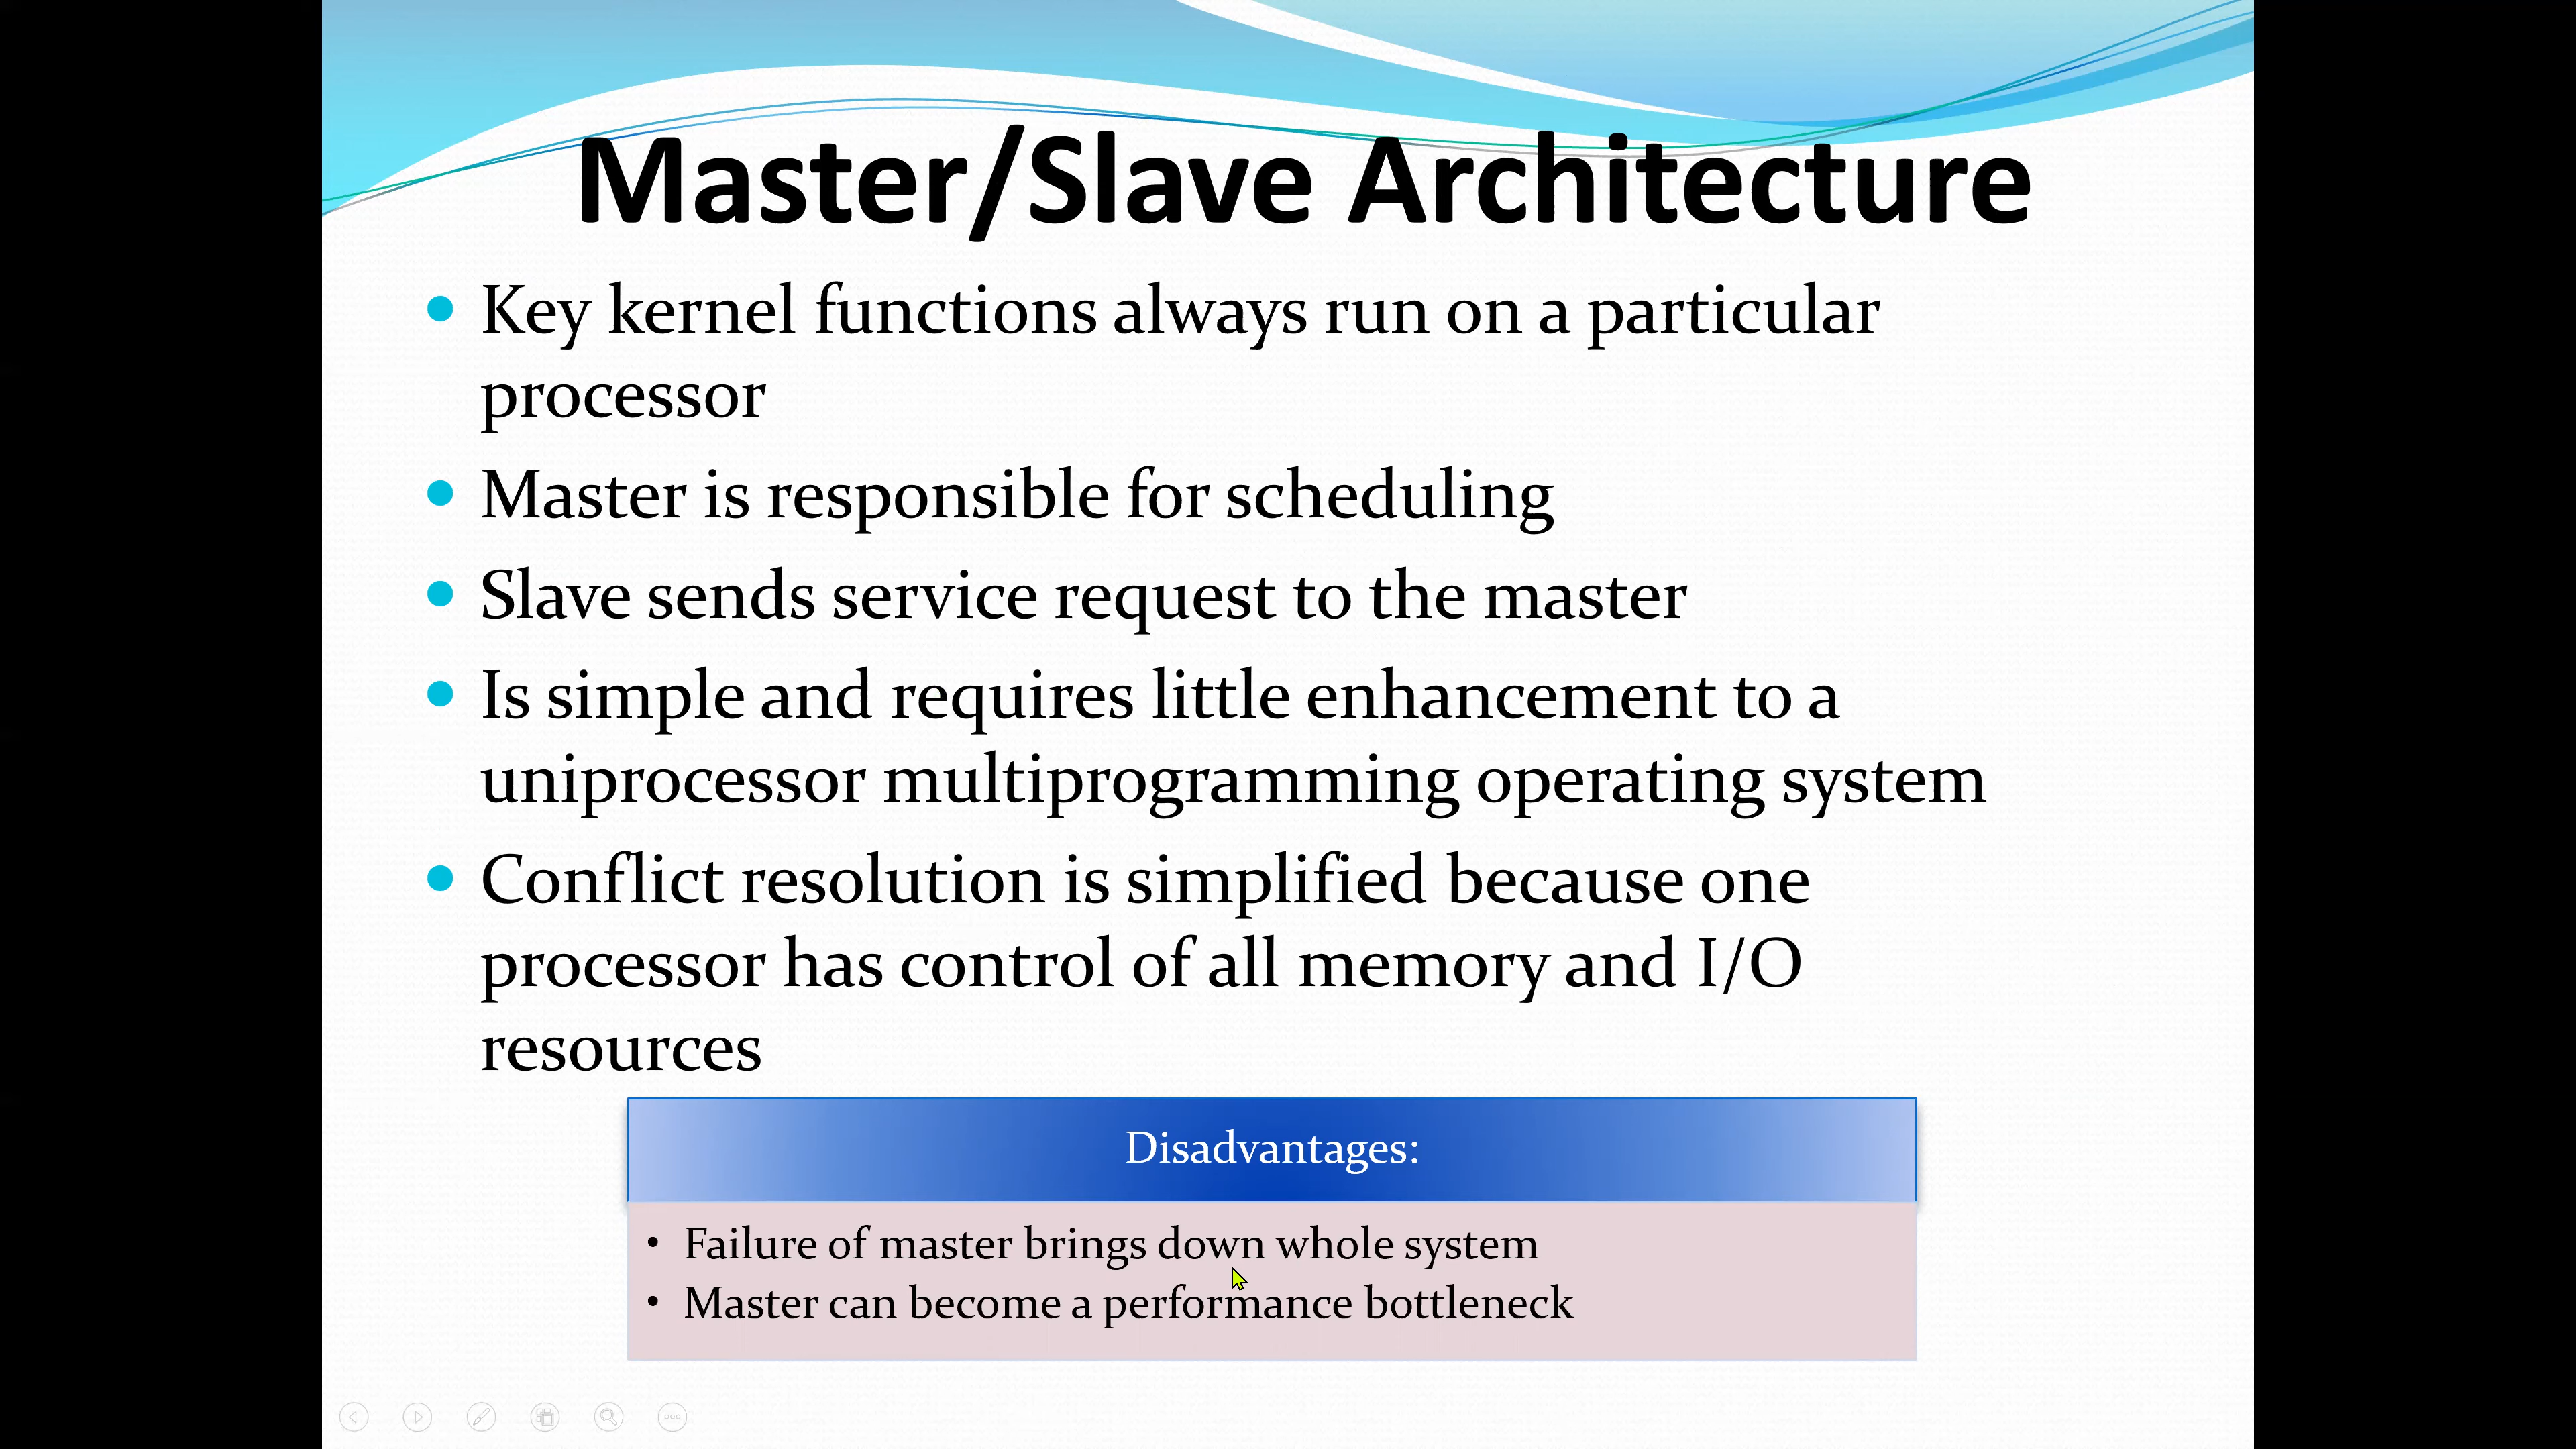 Master/Slave Architecture
• Key kernel functions always run on a particular
processor
• Master is responsible for scheduling
• Slave sends service request to the master
• Is simple and requires little enhancement to a
uniprocessor multiprogramming operating system
• Conflict resolution is simplified because one
processor has control of all memory and I/O
resources
Disadvantages:
• Failure of master brings down whole system
• Master can become a performance bottleneck